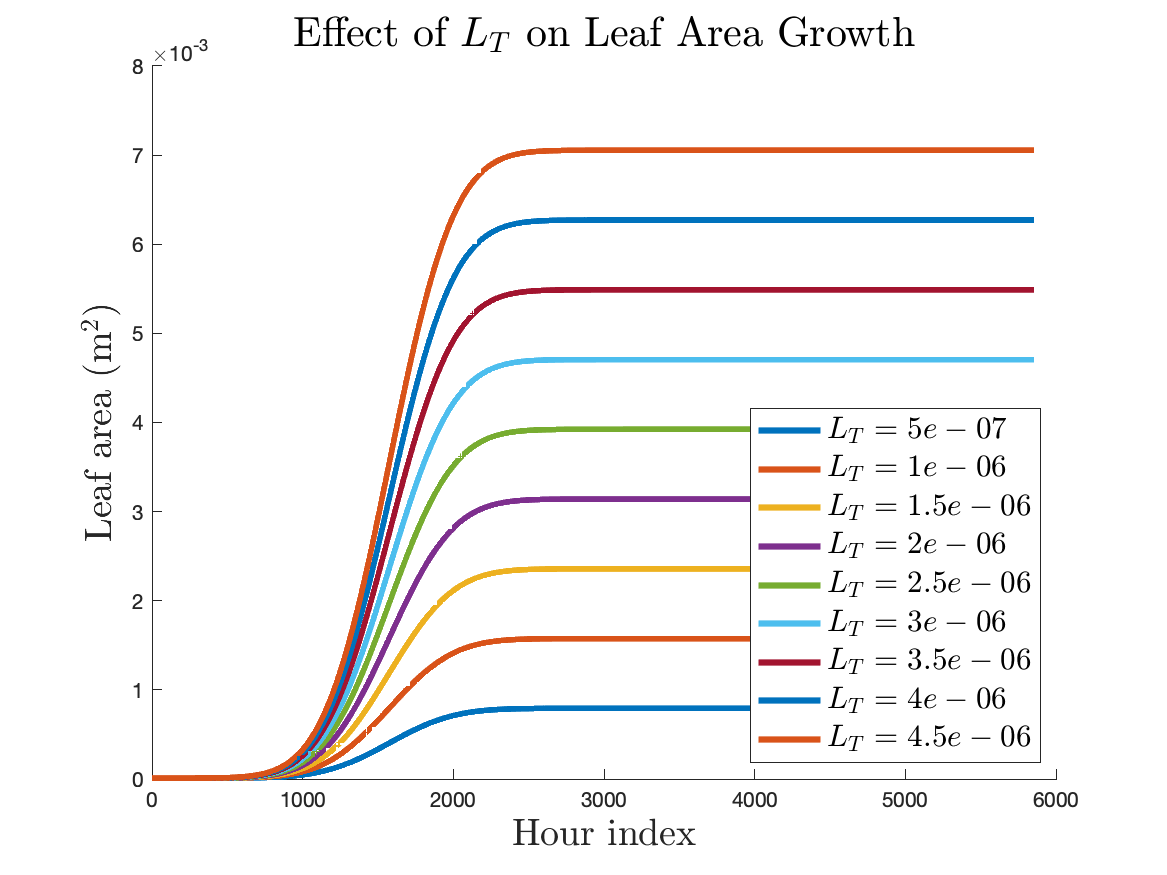 Effect of L_T on Leaf Area Growth
×10⁻³
8
7
6
5
4
3
2
1
0
Leaf area (m²)
L_T = 5e − 07
L_T = 1e − 06
L_T = 1.5e − 06
L_T = 2e − 06
L_T = 2.5e − 06
L_T = 3e − 06
L_T = 3.5e − 06
L_T = 4e − 06
L_T = 4.5e − 06
0 1000 2000 3000 4000 5000 6000
Hour index